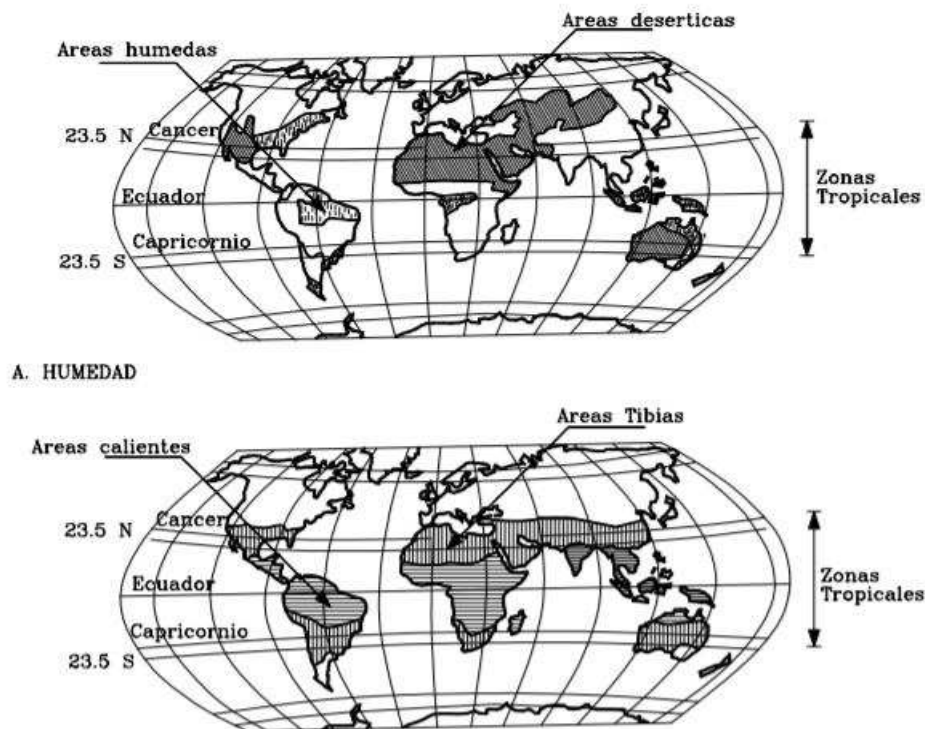 Areas deserticas
Areas humedas
Cancer
23.5 N
Ecuador
Zonas
Tropicales
Capricornio
23.5 S
A. HUMEDAD
Areas Tibias
Areas calientes
Cancer
23.5 N
Ecuador
Zonas
Tropicales
Capricornio
23.5 S